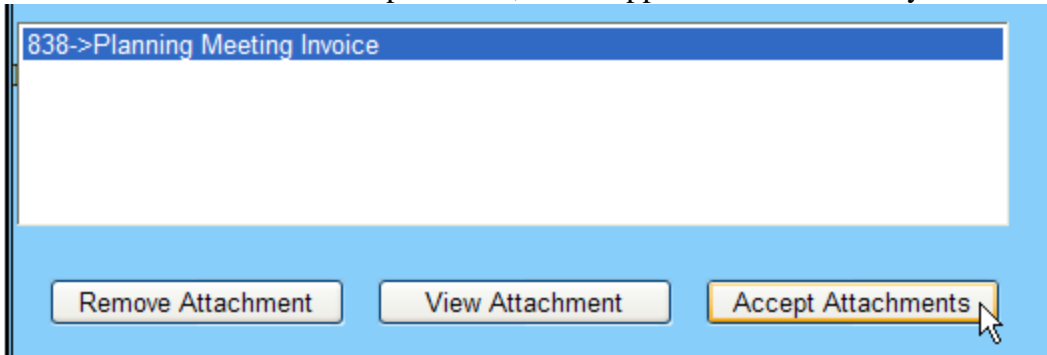 838->Planning Meeting Invoice
Remove Attachment View Attachment Accept Attachments